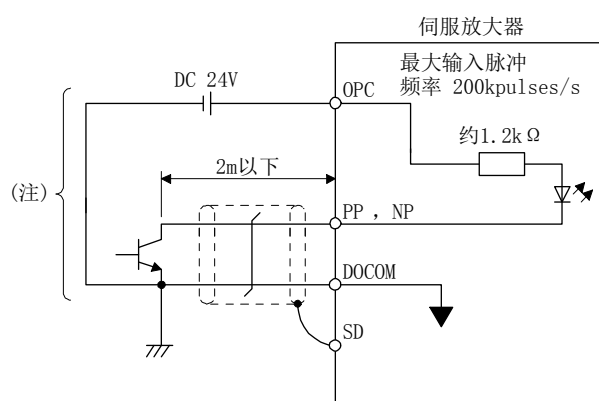 伺服放大器
最大输入脉冲
频率 200kpulses/s
DC 24V
OPC
约1.2kΩ
2m以下
(注)
PP , NP
DOCOM
SD